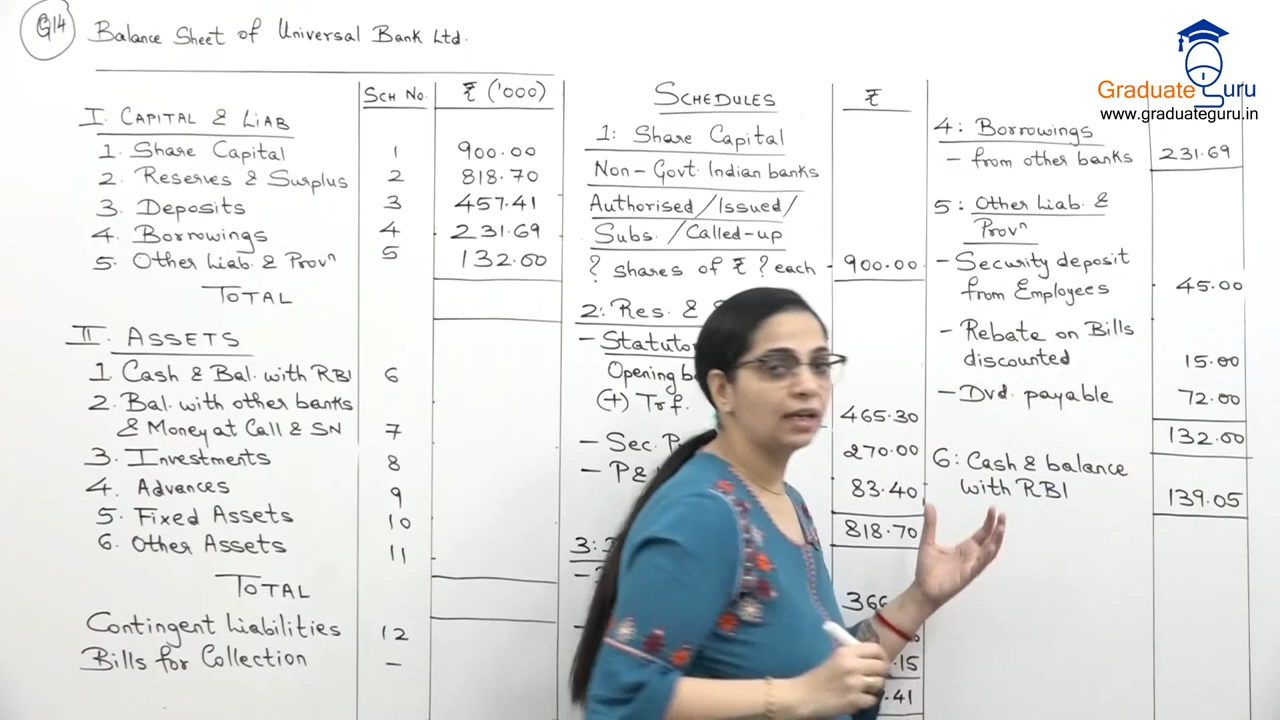 Q14
Balance Sheet of Universal Bank Ltd.
SCH NO.
₹ ('000)
I. CAPITAL & LIAB
1. Share Capital 1 900.00
2. Reserves & Surplus 2 818.70
3. Deposits 3 457.41
4. Borrowings 4 231.69
5. Other Liab. & Provn 5 132.00
TOTAL
II. ASSETS
1. Cash & Bal. with RBI 6
2. Bal. with other banks
& Money at Call & SN 7
3. Investments 8
4. Advances 9
5. Fixed Assets 10
6. Other Assets 11
TOTAL
Contingent Liabilities 12
Bills for Collection -
SCHEDULES ₹
1: Share Capital
Non-Govt. Indian banks
Authorised/Issued/
Subs./Called-up
? shares of ₹ ? each 900.00
2: Res. &
- Statuto
Opening b
(+) Trf. 465.30
- Sec. P 270.00
- P& 83.40
818.70
3:
366
.15
.41
4: Borrowings
- from other banks 231.69
5: Other Liab. &
Provn
- Security deposit
from Employees 45.00
- Rebate on Bills
discounted 15.00
- Dvd. payable 72.00
132.00
6: Cash & balance
with RBI 139.05
Graduate Guru
www.graduateguru.in